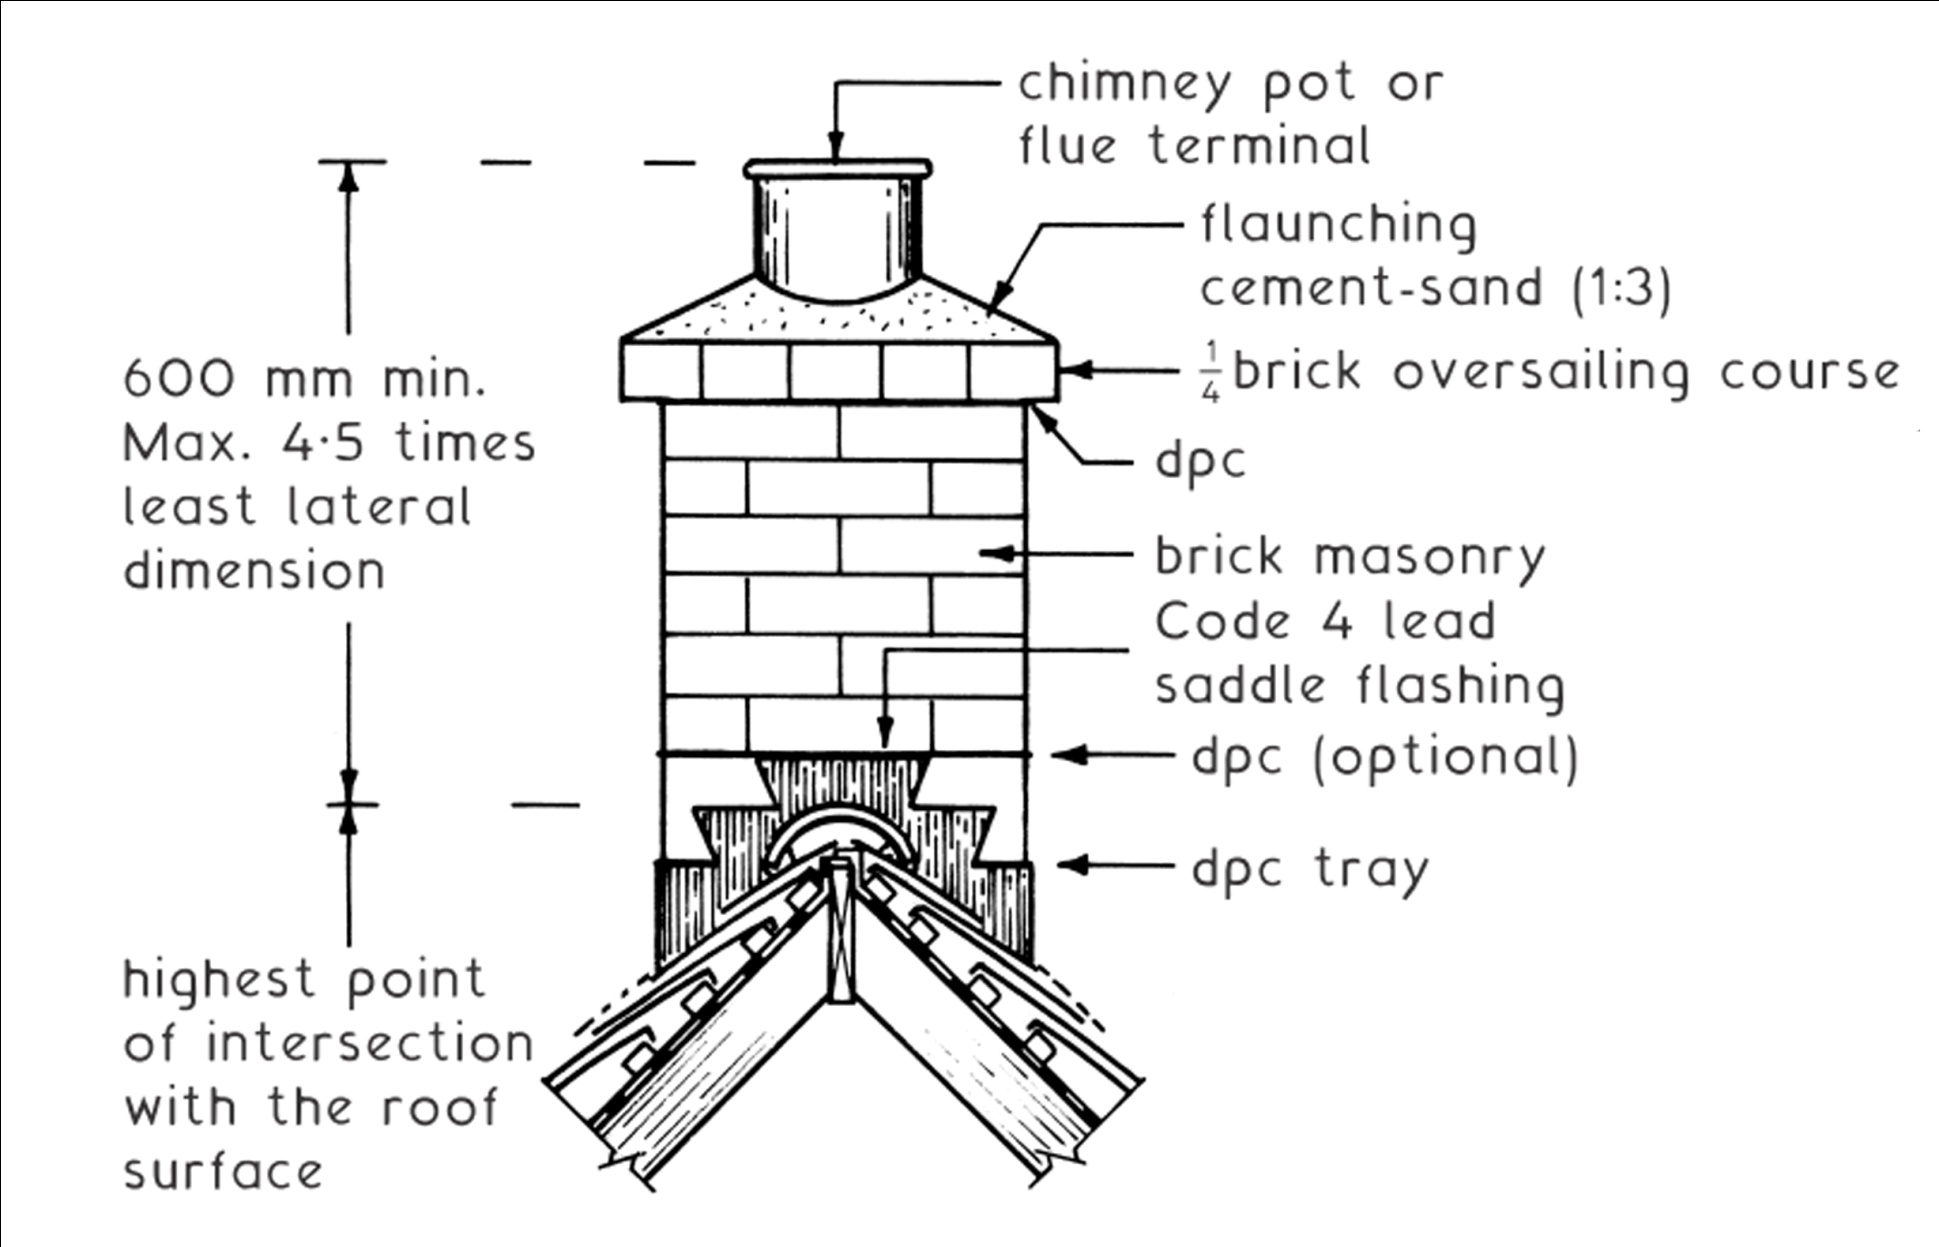 chimney pot or
flue terminal
flaunching
cement-sand (1:3)
1/4 brick oversailing course
dpc
brick masonry
Code 4 lead
saddle flashing
dpc (optional)
dpc tray
600 mm min.
Max. 4·5 times
least lateral
dimension
highest point
of intersection
with the roof
surface